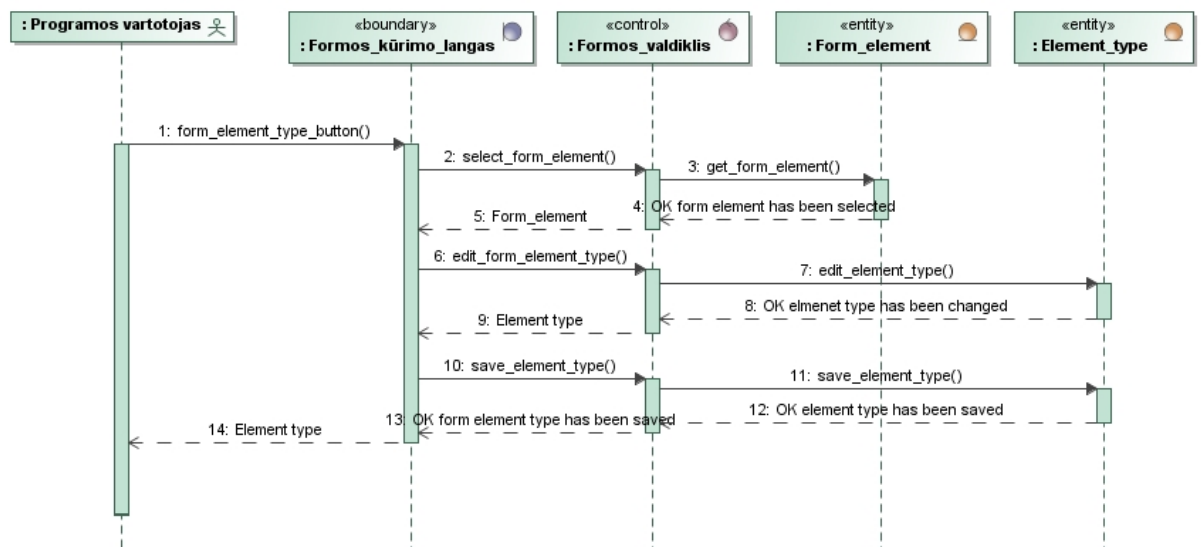 : Programos vartotojas
«boundary»
: Formos_kūrimo_langas
«control»
: Formos_valdiklis
«entity»
: Form_element
«entity»
: Element_type
1: form_element_type_button()
2: select_form_element()
3: get_form_element()
4: OK form element has been selected
5: Form_element
6: edit_form_element_type()
7: edit_element_type()
8: OK elmenet type has been changed
9: Element type
10: save_element_type()
11: save_element_type()
12: OK element type has been saved
13: OK form element type has been saved
14: Element type